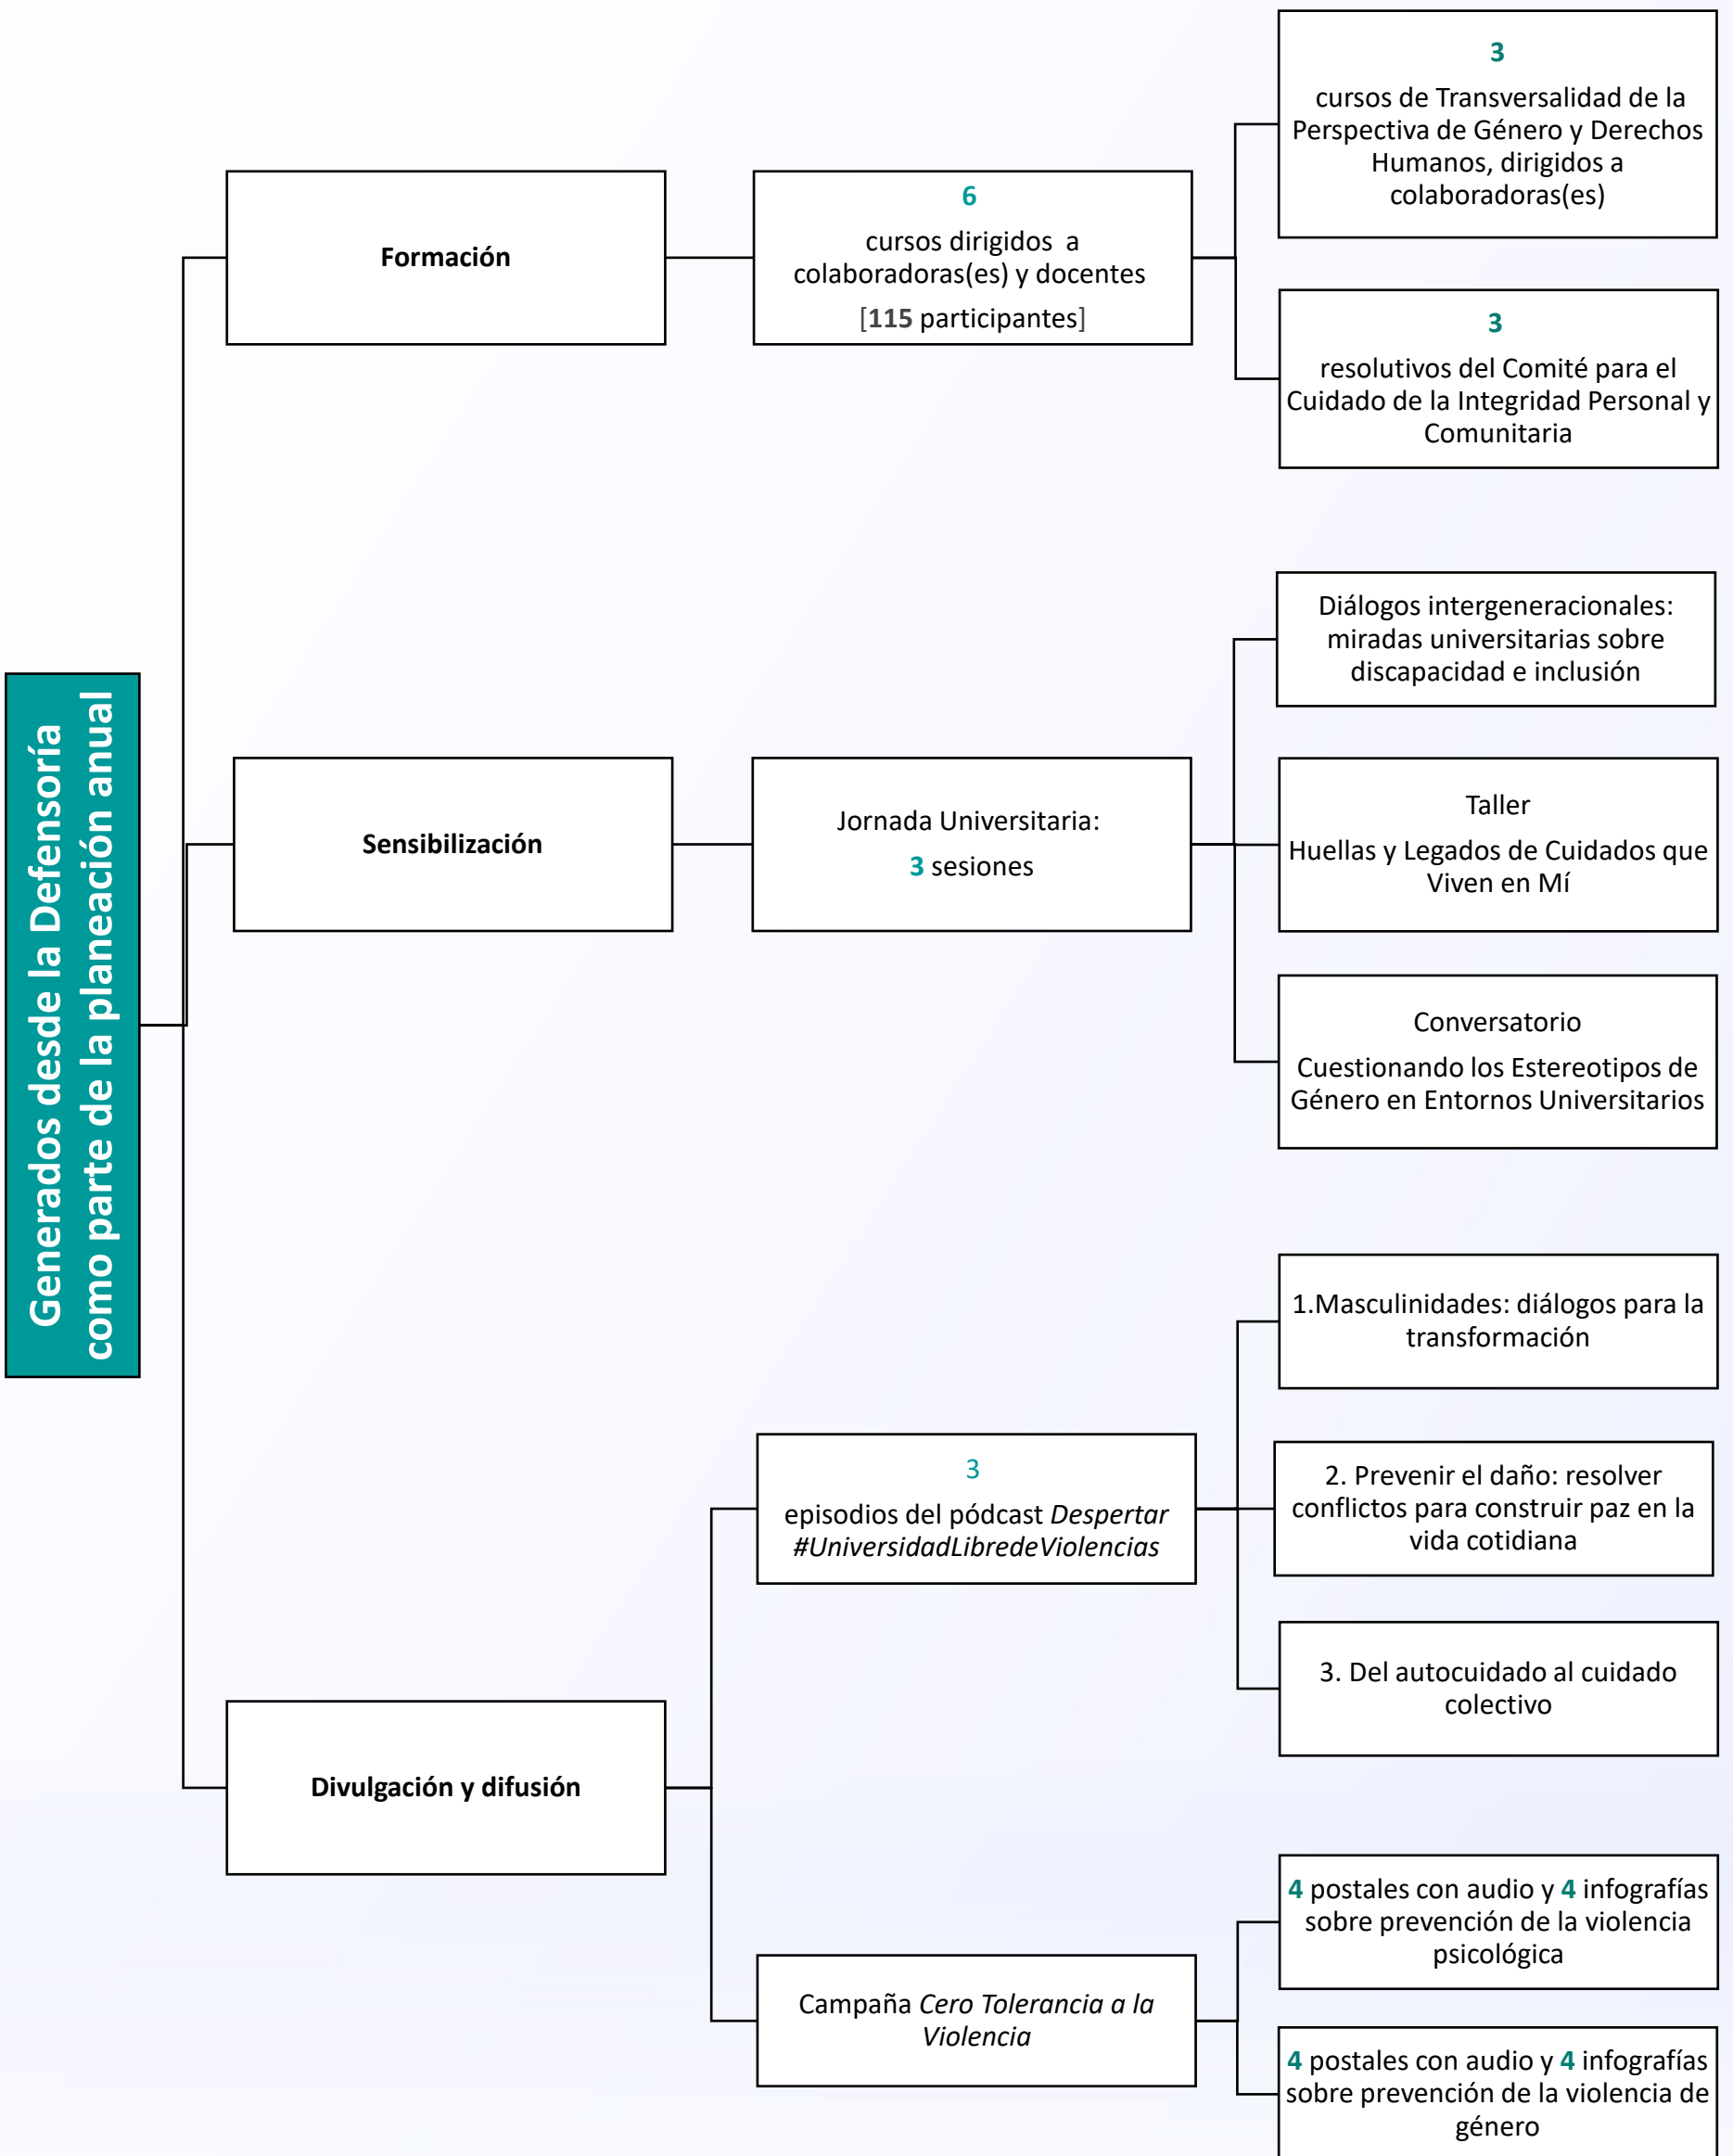 Generados desde la Defensoría
como parte de la planeación anual
Formación
6
cursos dirigidos a
colaboradoras(es) y docentes
[115 participantes]
3
cursos de Transversalidad de la
Perspectiva de Género y Derechos
Humanos, dirigidos a
colaboradoras(es)
3
resolutivos del Comité para el
Cuidado de la Integridad Personal y
Comunitaria
Sensibilización
Jornada Universitaria:
3 sesiones
Diálogos intergeneracionales:
miradas universitarias sobre
discapacidad e inclusión
Taller
Huellas y Legados de Cuidados que
Viven en Mí
Conversatorio
Cuestionando los Estereotipos de
Género en Entornos Universitarios
Divulgación y difusión
3
episodios del pódcast Despertar
#UniversidadLibredeViolencias
1.Masculinidades: diálogos para la
transformación
2. Prevenir el daño: resolver
conflictos para construir paz en la
vida cotidiana
3. Del autocuidado al cuidado
colectivo
Campaña Cero Tolerancia a la
Violencia
4 postales con audio y 4 infografías
sobre prevención de la violencia
psicológica
4 postales con audio y 4 infografías
sobre prevención de la violencia de
género